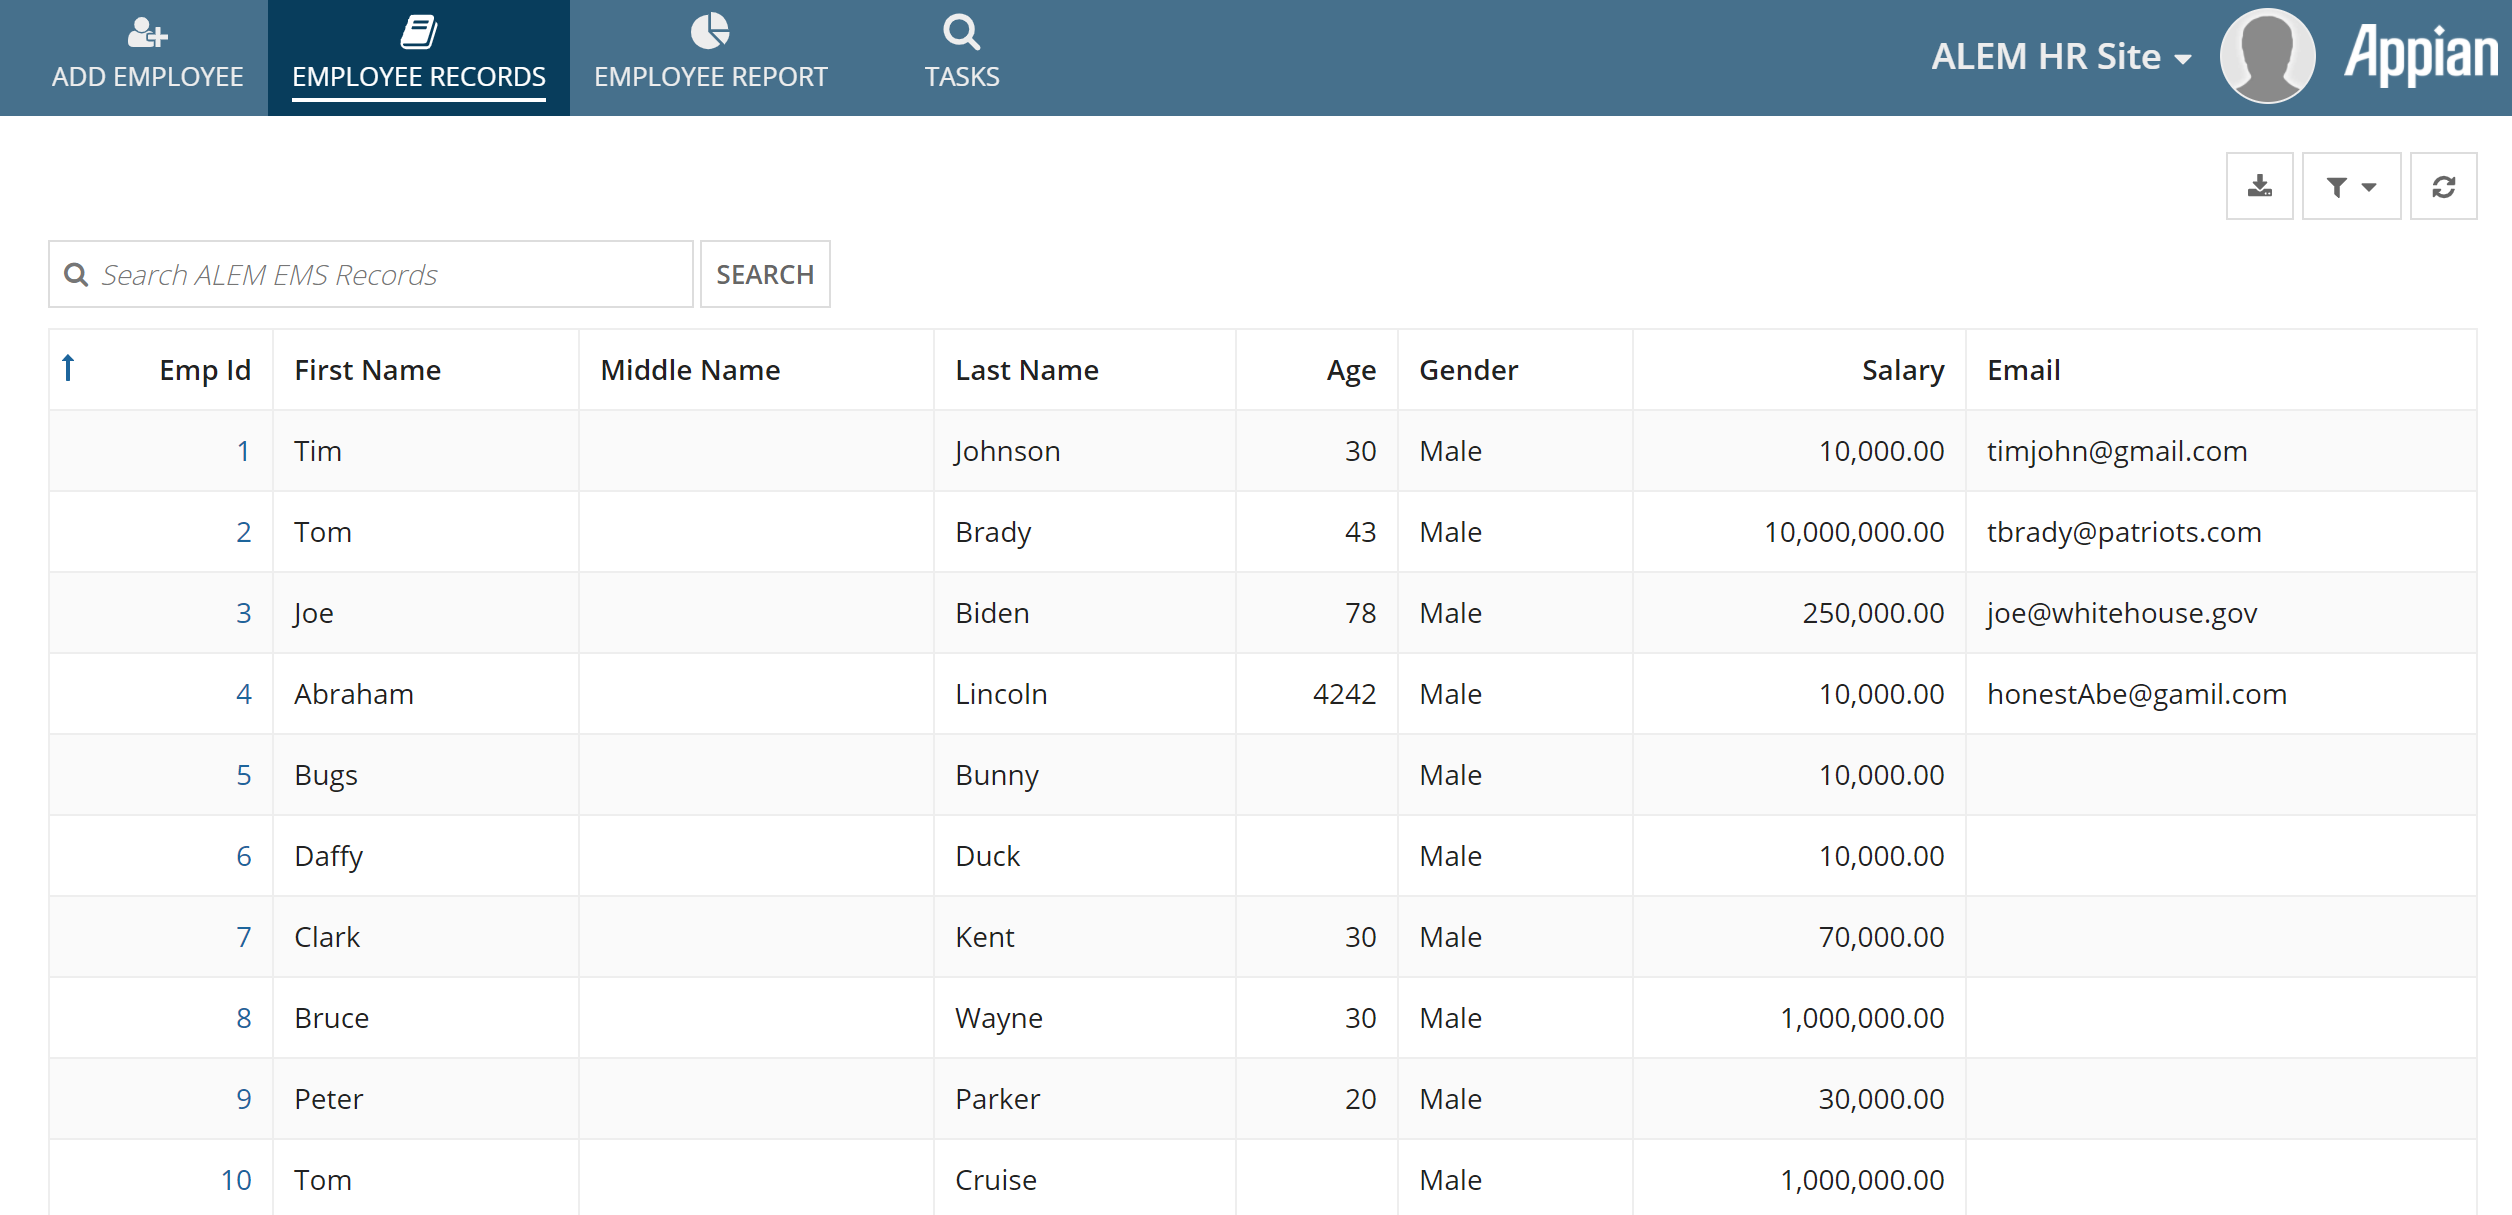 ADD EMPLOYEE EMPLOYEE RECORDS EMPLOYEE REPORT TASKS ALEM HR Site Appian
Search ALEM EMS Records SEARCH
Emp Id First Name Middle Name Last Name Age Gender Salary Email
1 Tim Johnson 30 Male 10,000.00 timjohn@gmail.com
2 Tom Brady 43 Male 10,000,000.00 tbrady@patriots.com
3 Joe Biden 78 Male 250,000.00 joe@whitehouse.gov
4 Abraham Lincoln 4242 Male 10,000.00 honestAbe@gamil.com
5 Bugs Bunny Male 10,000.00
6 Daffy Duck Male 10,000.00
7 Clark Kent 30 Male 70,000.00
8 Bruce Wayne 30 Male 1,000,000.00
9 Peter Parker 20 Male 30,000.00
10 Tom Cruise Male 1,000,000.00